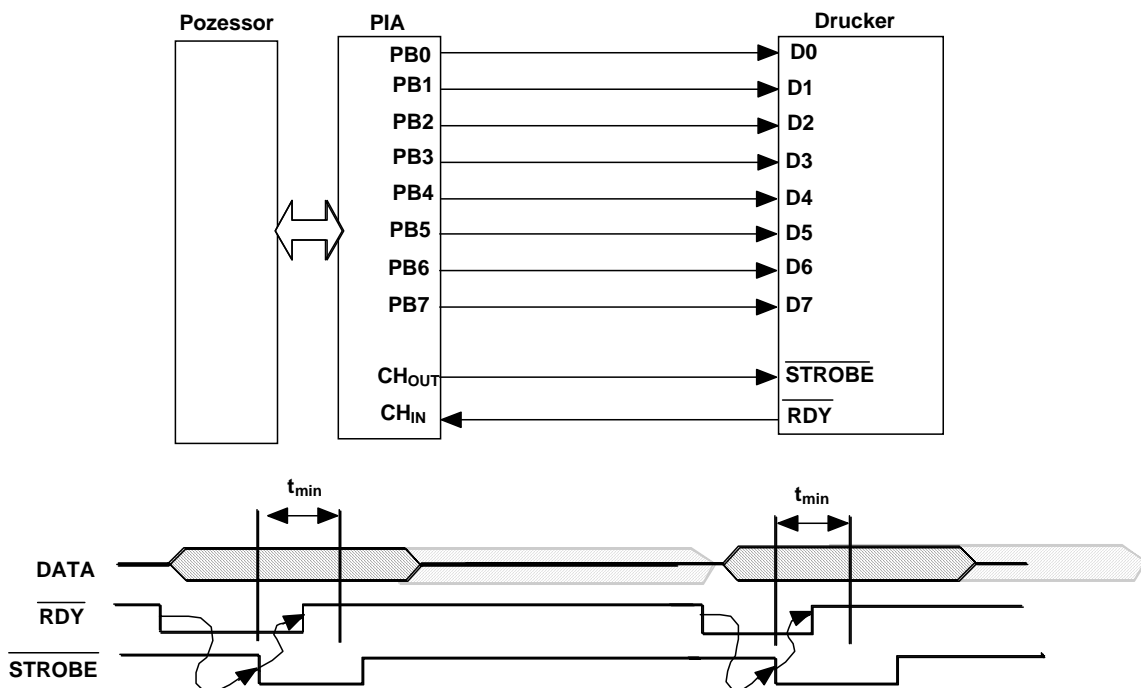 Pozessor PIA Drucker
PB0 D0
PB1 D1
PB2 D2
PB3 D3
PB4 D4
PB5 D5
PB6 D6
PB7 D7
CHOUT STROBE
CHIN RDY
tmin tmin
DATA
RDY
STROBE